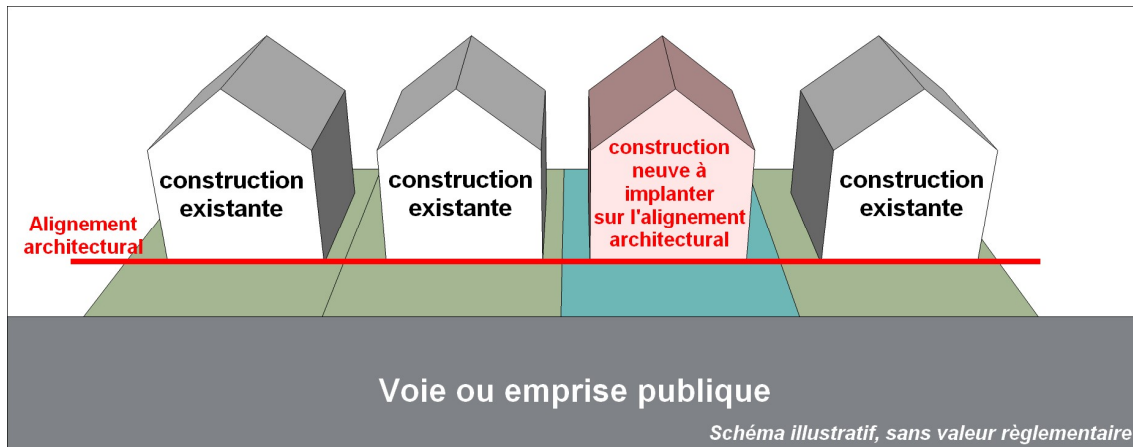 construction
existante
construction
existante
construction
neuve à
implanter
sur l'alignement
architectural
construction
existante
Alignement
architectural
Voie ou emprise publique
Schéma illustratif, sans valeur règlementaire